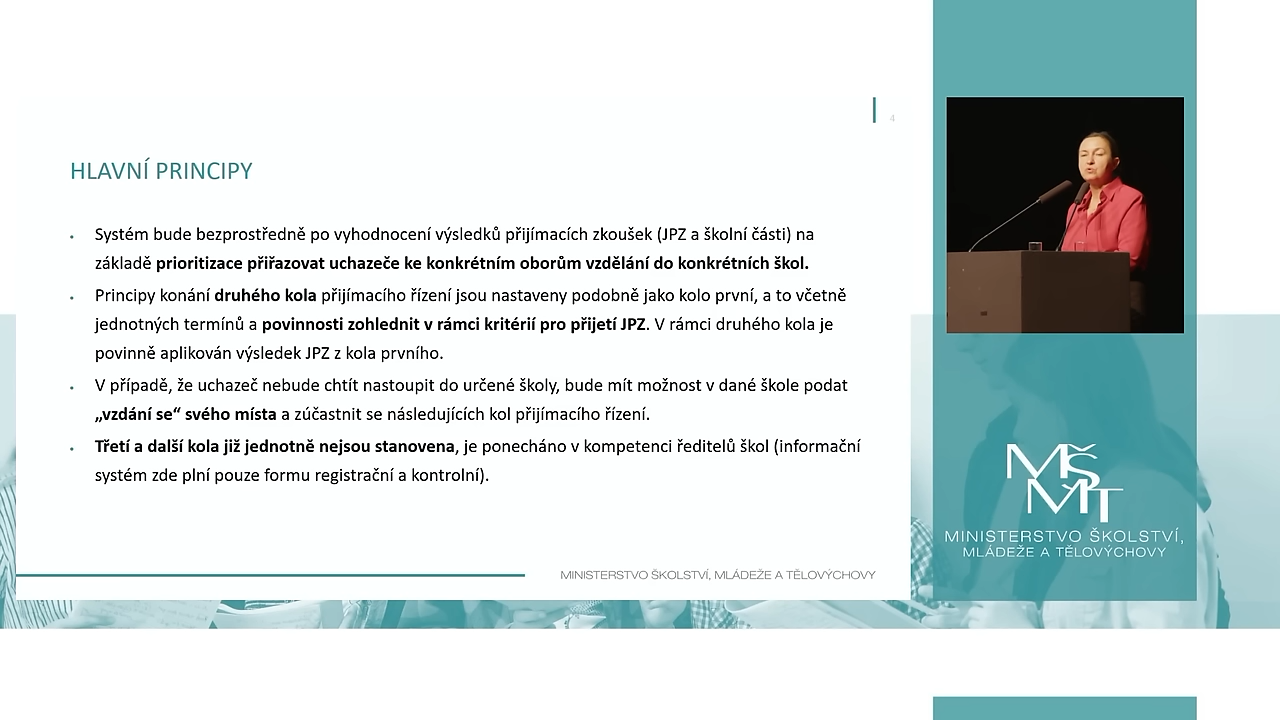 4
HLAVNÍ PRINCIPY
Systém bude bezprostředně po vyhodnocení výsledků přijímacích zkoušek (JPZ a školní části) na
základě prioritizace přiřazovat uchazeče ke konkrétním oborům vzdělání do konkrétních škol.
Principy konání druhého kola přijímacího řízení jsou nastaveny podobně jako kolo první, a to včetně
jednotných termínů a povinnosti zohlednit v rámci kritérií pro přijetí JPZ. V rámci druhého kola je
povinně aplikován výsledek JPZ z kola prvního.
V případě, že uchazeč nebude chtít nastoupit do určené školy, bude mít možnost v dané škole podat
„vzdání se“ svého místa a zúčastnit se následujících kol přijímacího řízení.
Třetí a další kola již jednotně nejsou stanovena, je ponecháno v kompetenci ředitelů škol (informační
systém zde plní pouze formu registrační a kontrolní).
MINISTERSTVO ŠKOLSTVÍ, MLÁDEŽE A TĚLOVÝCHOVY
MŠ
MT
MINISTERSTVO ŠKOLSTVÍ,
MLÁDEŽE A TĚLOVÝCHOVY